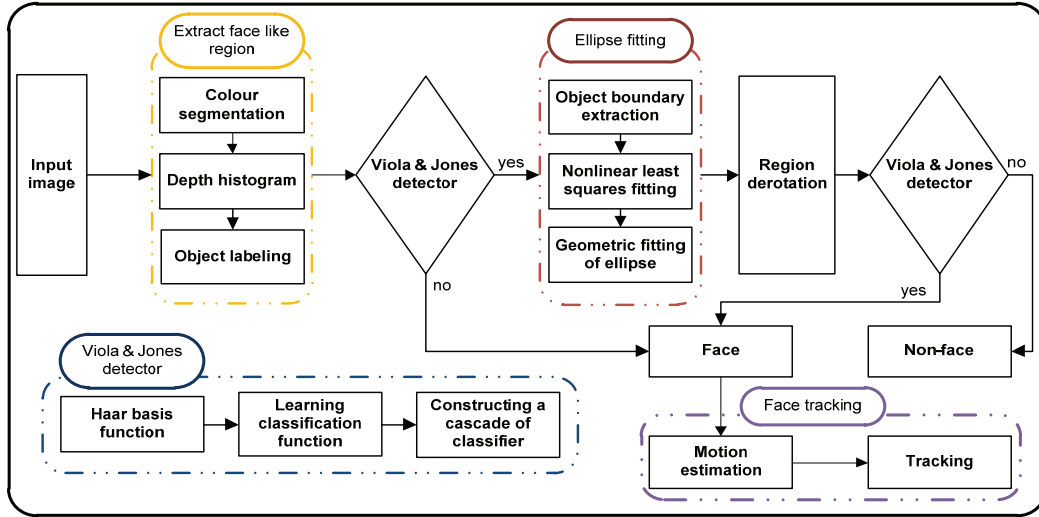 Extract face like
region
Ellipse fitting
Input
image
Colour
segmentation
Depth histogram
Object labeling
Viola & Jones
detector
yes
no
Object boundary
extraction
Nonlinear least
squares fitting
Geometric fitting
of ellipse
Region
derotation
Viola & Jones
detector
no
yes
Face
Non-face
Viola & Jones
detector
Haar basis
function
Learning
classification
function
Constructing a
cascade of
classifier
Face tracking
Motion
estimation
Tracking